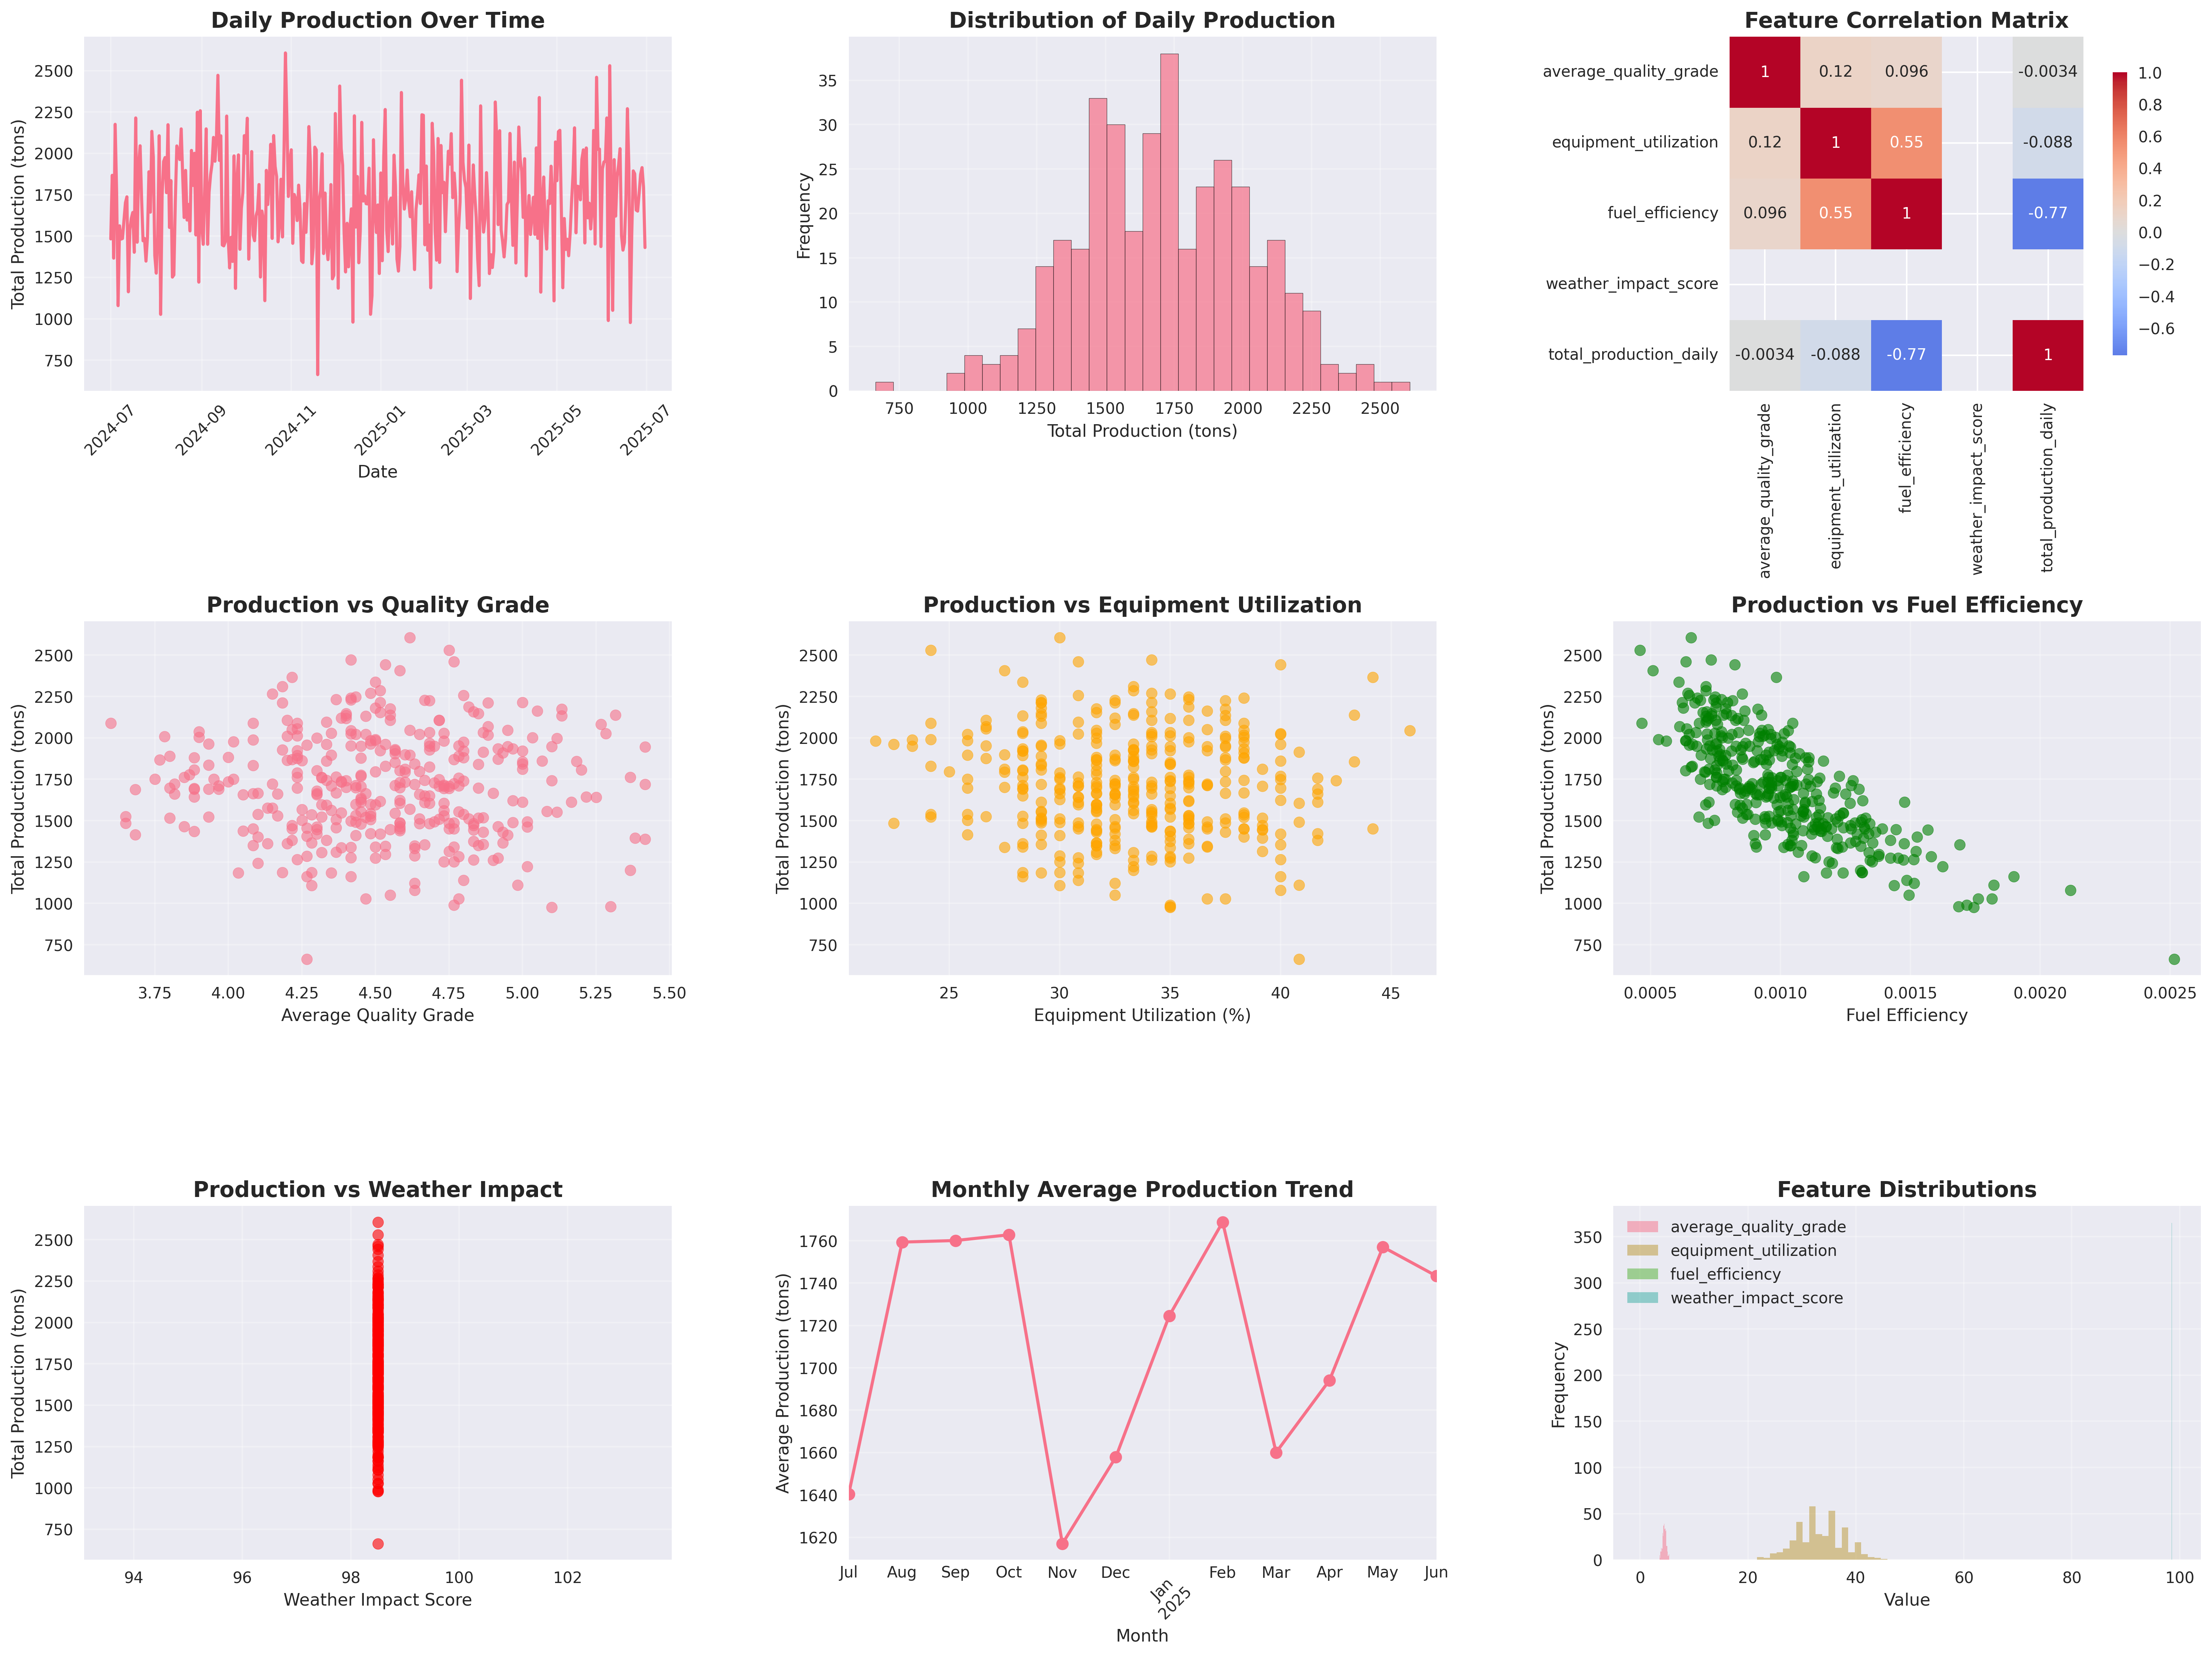 Daily Production Over Time
Total Production (tons)
2500
2250
2000
1750
1500
1250
1000
750
2024-07
2024-09
2024-11
2025-01
2025-03
2025-05
2025-07
Date
Distribution of Daily Production
Frequency
35
30
25
20
15
10
5
0
750
1000
1250
1500
1750
2000
2250
2500
Total Production (tons)
Feature Correlation Matrix
average_quality_grade
1
0.12
0.096
-0.0034
equipment_utilization
0.12
1
0.55
-0.088
fuel_efficiency
0.096
0.55
1
-0.77
weather_impact_score
total_production_daily
-0.0034
-0.088
-0.77
1
average_quality_grade
equipment_utilization
fuel_efficiency
weather_impact_score
total_production_daily
1.0
0.8
0.6
0.4
0.2
0.0
−0.2
−0.4
−0.6
Production vs Quality Grade
Total Production (tons)
2500
2250
2000
1750
1500
1250
1000
750
3.75
4.00
4.25
4.50
4.75
5.00
5.25
5.50
Average Quality Grade
Production vs Equipment Utilization
Total Production (tons)
2500
2250
2000
1750
1500
1250
1000
750
25
30
35
40
45
Equipment Utilization (%)
Production vs Fuel Efficiency
Total Production (tons)
2500
2250
2000
1750
1500
1250
1000
750
0.0005
0.0010
0.0015
0.0020
0.0025
Fuel Efficiency
Production vs Weather Impact
Total Production (tons)
2500
2250
2000
1750
1500
1250
1000
750
94
96
98
100
102
Weather Impact Score
Monthly Average Production Trend
Average Production (tons)
1760
1740
1720
1700
1680
1660
1640
1620
Jul
Aug
Sep
Oct
Nov
Dec
Jan
2025
Feb
Mar
Apr
May
Jun
Month
Feature Distributions
average_quality_grade
equipment_utilization
fuel_efficiency
weather_impact_score
Frequency
350
300
250
200
150
100
50
0
0
20
40
60
80
100
Value